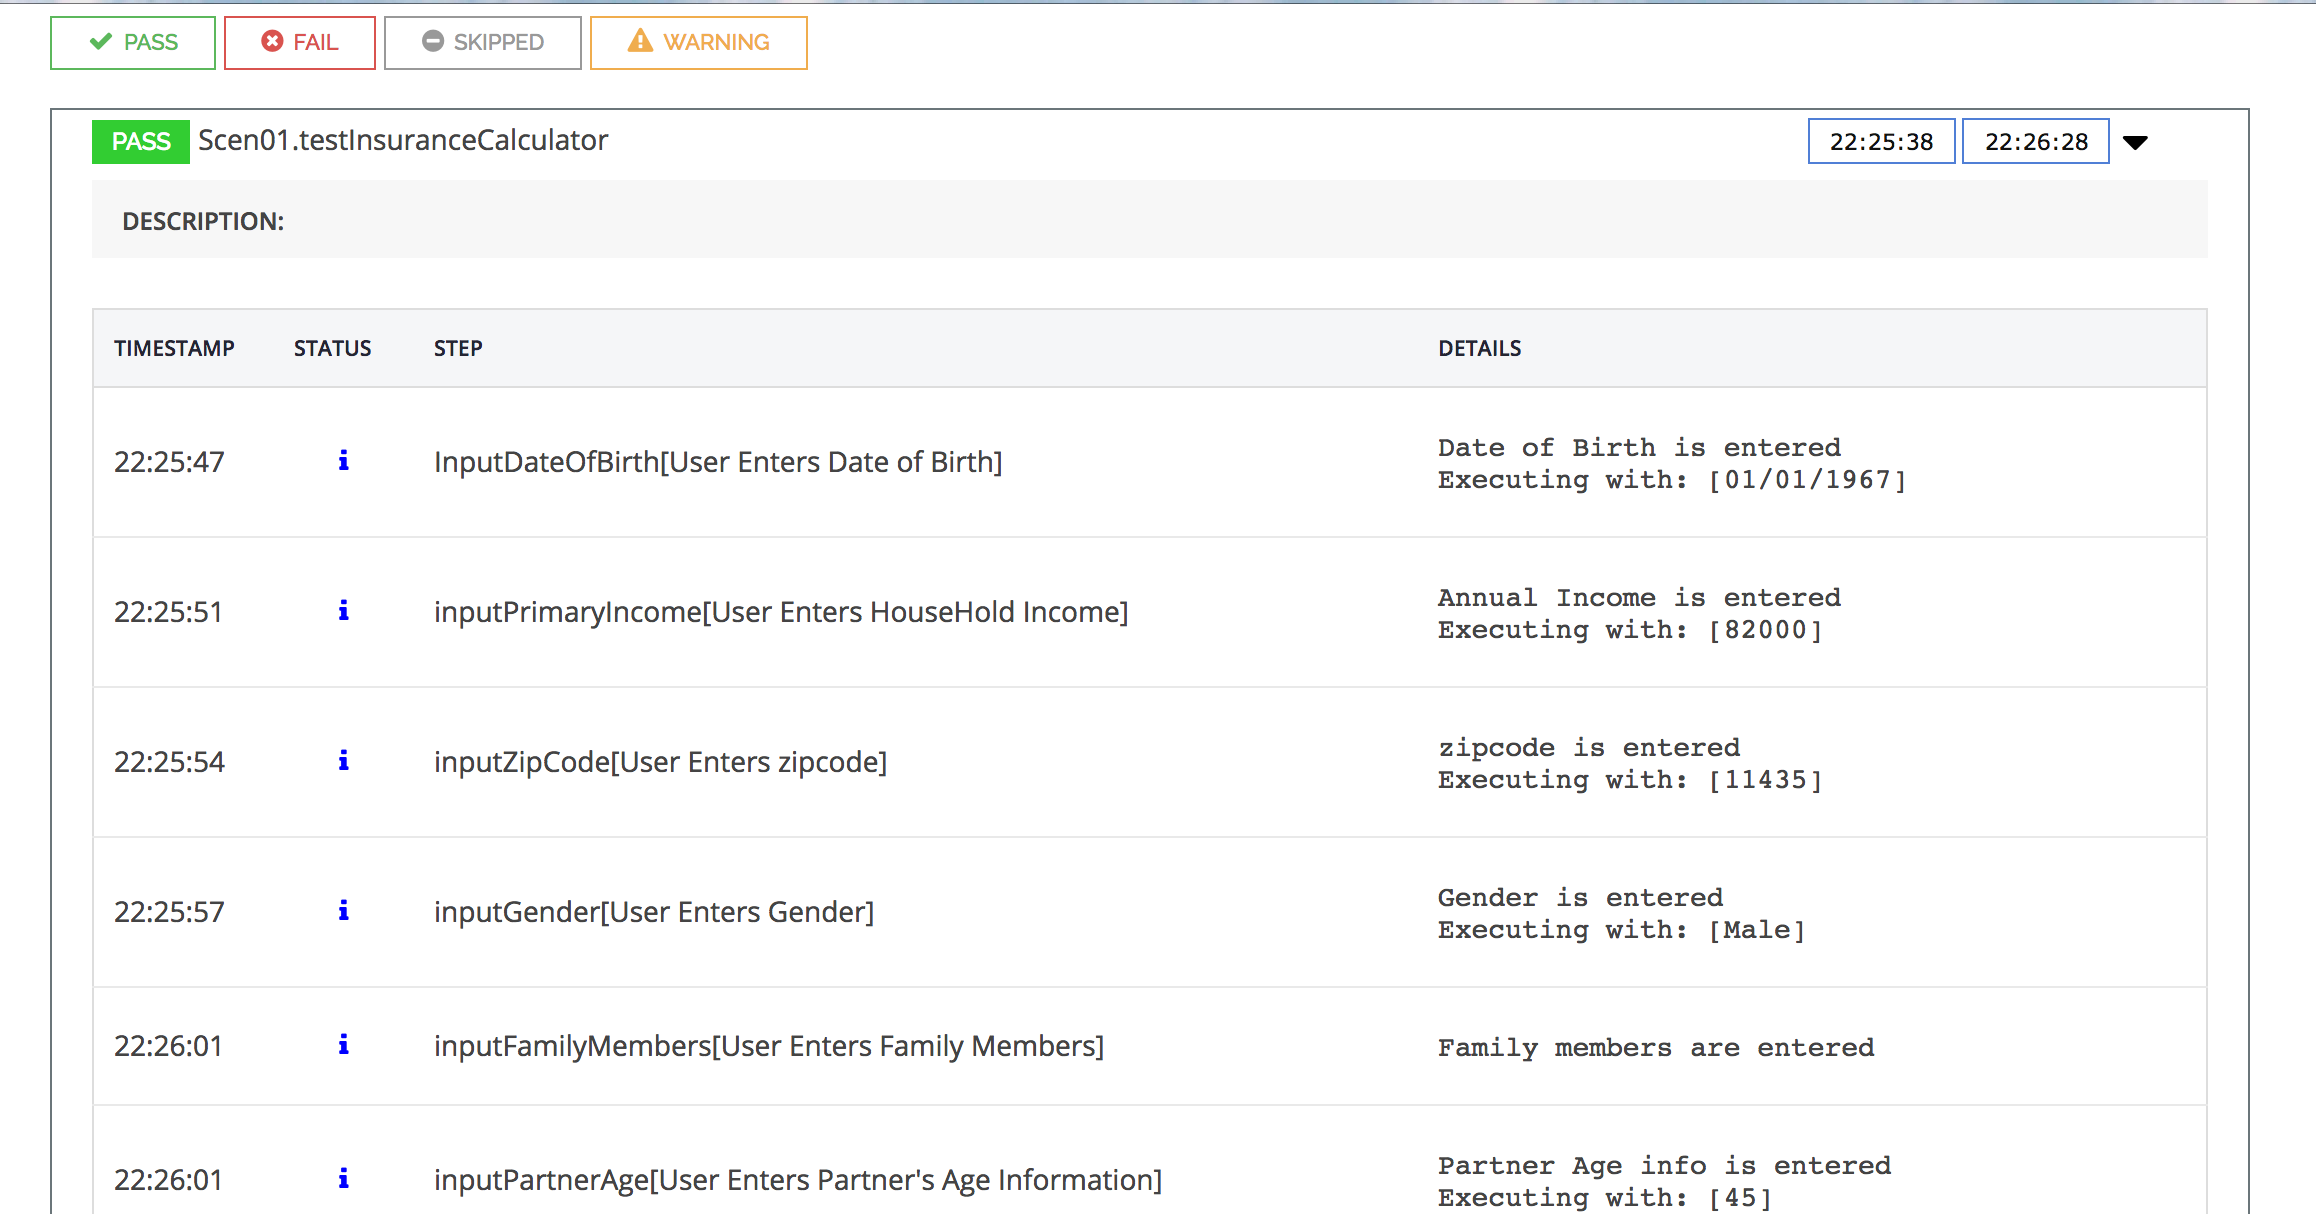 PASS FAIL SKIPPED WARNING
PASS Scen01.testInsuranceCalculator 22:25:38 22:26:28
DESCRIPTION:
TIMESTAMP STATUS STEP DETAILS
22:25:47 InputDateOfBirth[User Enters Date of Birth] Date of Birth is entered
Executing with: [01/01/1967]
22:25:51 inputPrimaryIncome[User Enters HouseHold Income] Annual Income is entered
Executing with: [82000]
22:25:54 inputZipCode[User Enters zipcode] zipcode is entered
Executing with: [11435]
22:25:57 inputGender[User Enters Gender] Gender is entered
Executing with: [Male]
22:26:01 inputFamilyMembers[User Enters Family Members] Family members are entered
22:26:01 inputPartnerAge[User Enters Partner's Age Information] Partner Age info is entered
Executing with: [45]